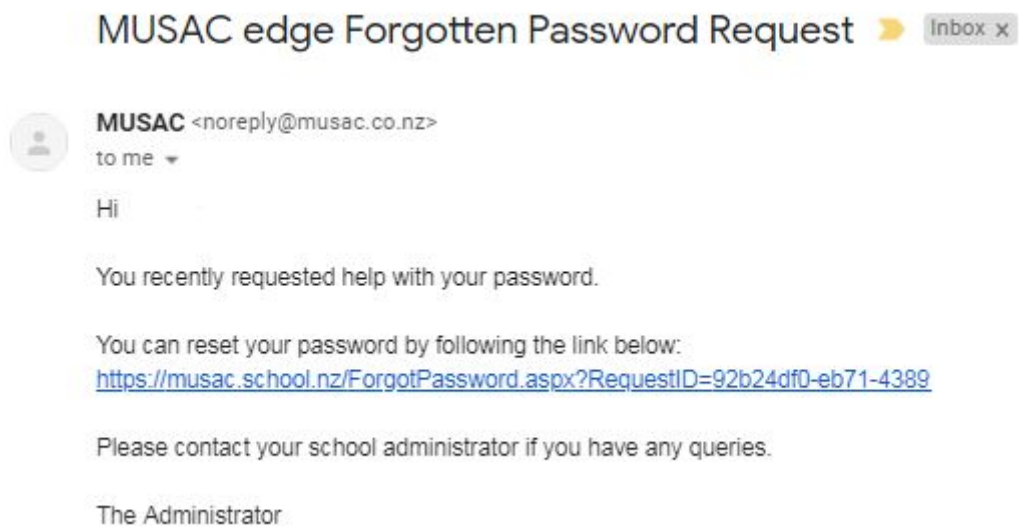 MUSAC edge Forgotten Password Request Inbox x
MUSAC <noreply@musac.co.nz>
to me
Hi
You recently requested help with your password.
You can reset your password by following the link below:
https://musac.school.nz/ForgotPassword.aspx?RequestID=92b24df0-eb71-4389
Please contact your school administrator if you have any queries.
The Administrator